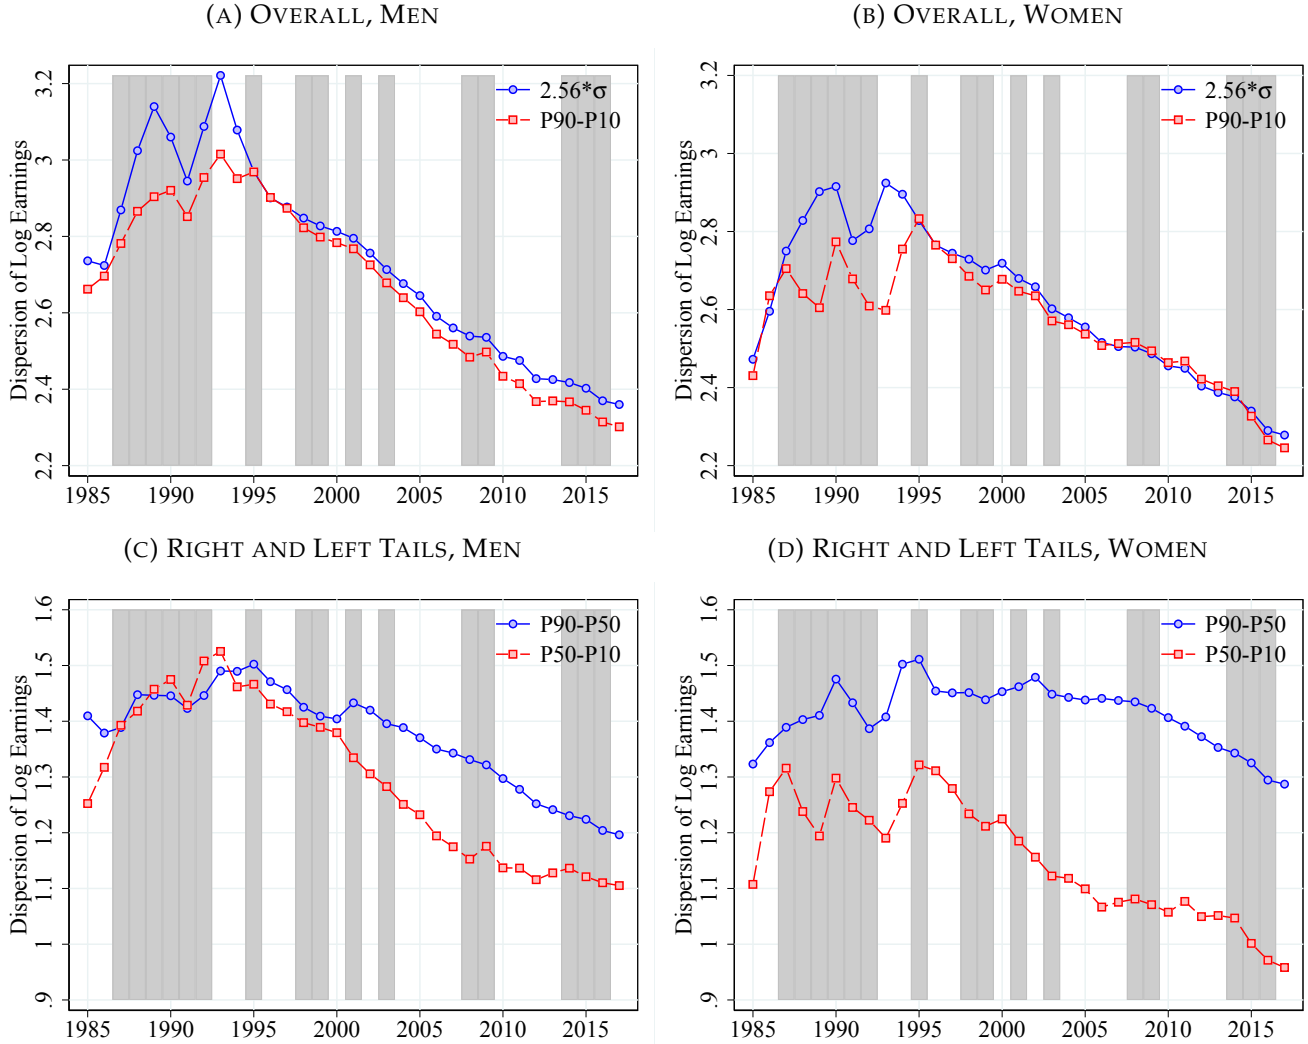 (A) OVERALL, MEN
Dispersion of Log Earnings
3.2
3
2.8
2.6
2.4
2.2
2.56*σ
P90-P10
1985 1990 1995 2000 2005 2010 2015
(B) OVERALL, WOMEN
Dispersion of Log Earnings
3.2
3
2.8
2.6
2.4
2.2
2.56*σ
P90-P10
1985 1990 1995 2000 2005 2010 2015
(C) RIGHT AND LEFT TAILS, MEN
Dispersion of Log Earnings
1.6
1.5
1.4
1.3
1.2
1.1
1
.9
P90-P50
P50-P10
1985 1990 1995 2000 2005 2010 2015
(D) RIGHT AND LEFT TAILS, WOMEN
Dispersion of Log Earnings
1.6
1.5
1.4
1.3
1.2
1.1
1
.9
P90-P50
P50-P10
1985 1990 1995 2000 2005 2010 2015